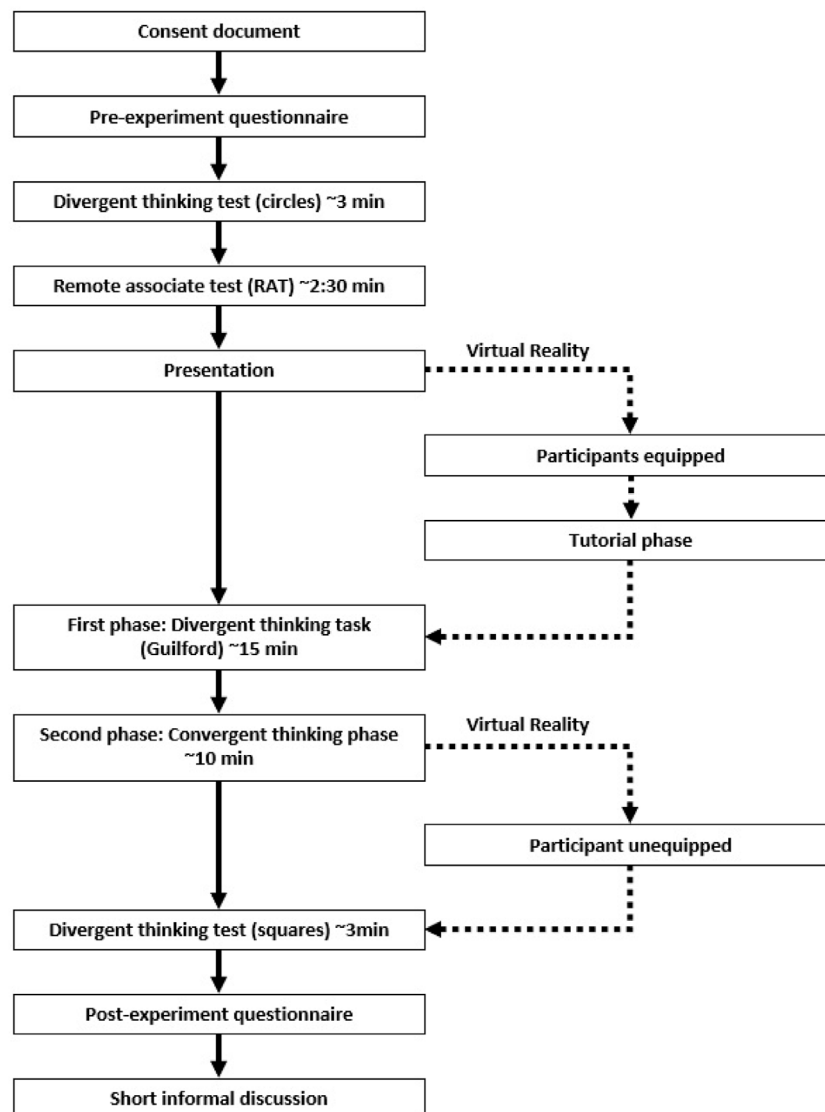 Consent document
Pre-experiment questionnaire
Divergent thinking test (circles) ~3 min
Remote associate test (RAT) ~2:30 min
Presentation
Virtual Reality
Participants equipped
Tutorial phase
First phase: Divergent thinking task
(Guilford) ~15 min
Second phase: Convergent thinking phase
~10 min
Virtual Reality
Participant unequipped
Divergent thinking test (squares) ~3min
Post-experiment questionnaire
Short informal discussion